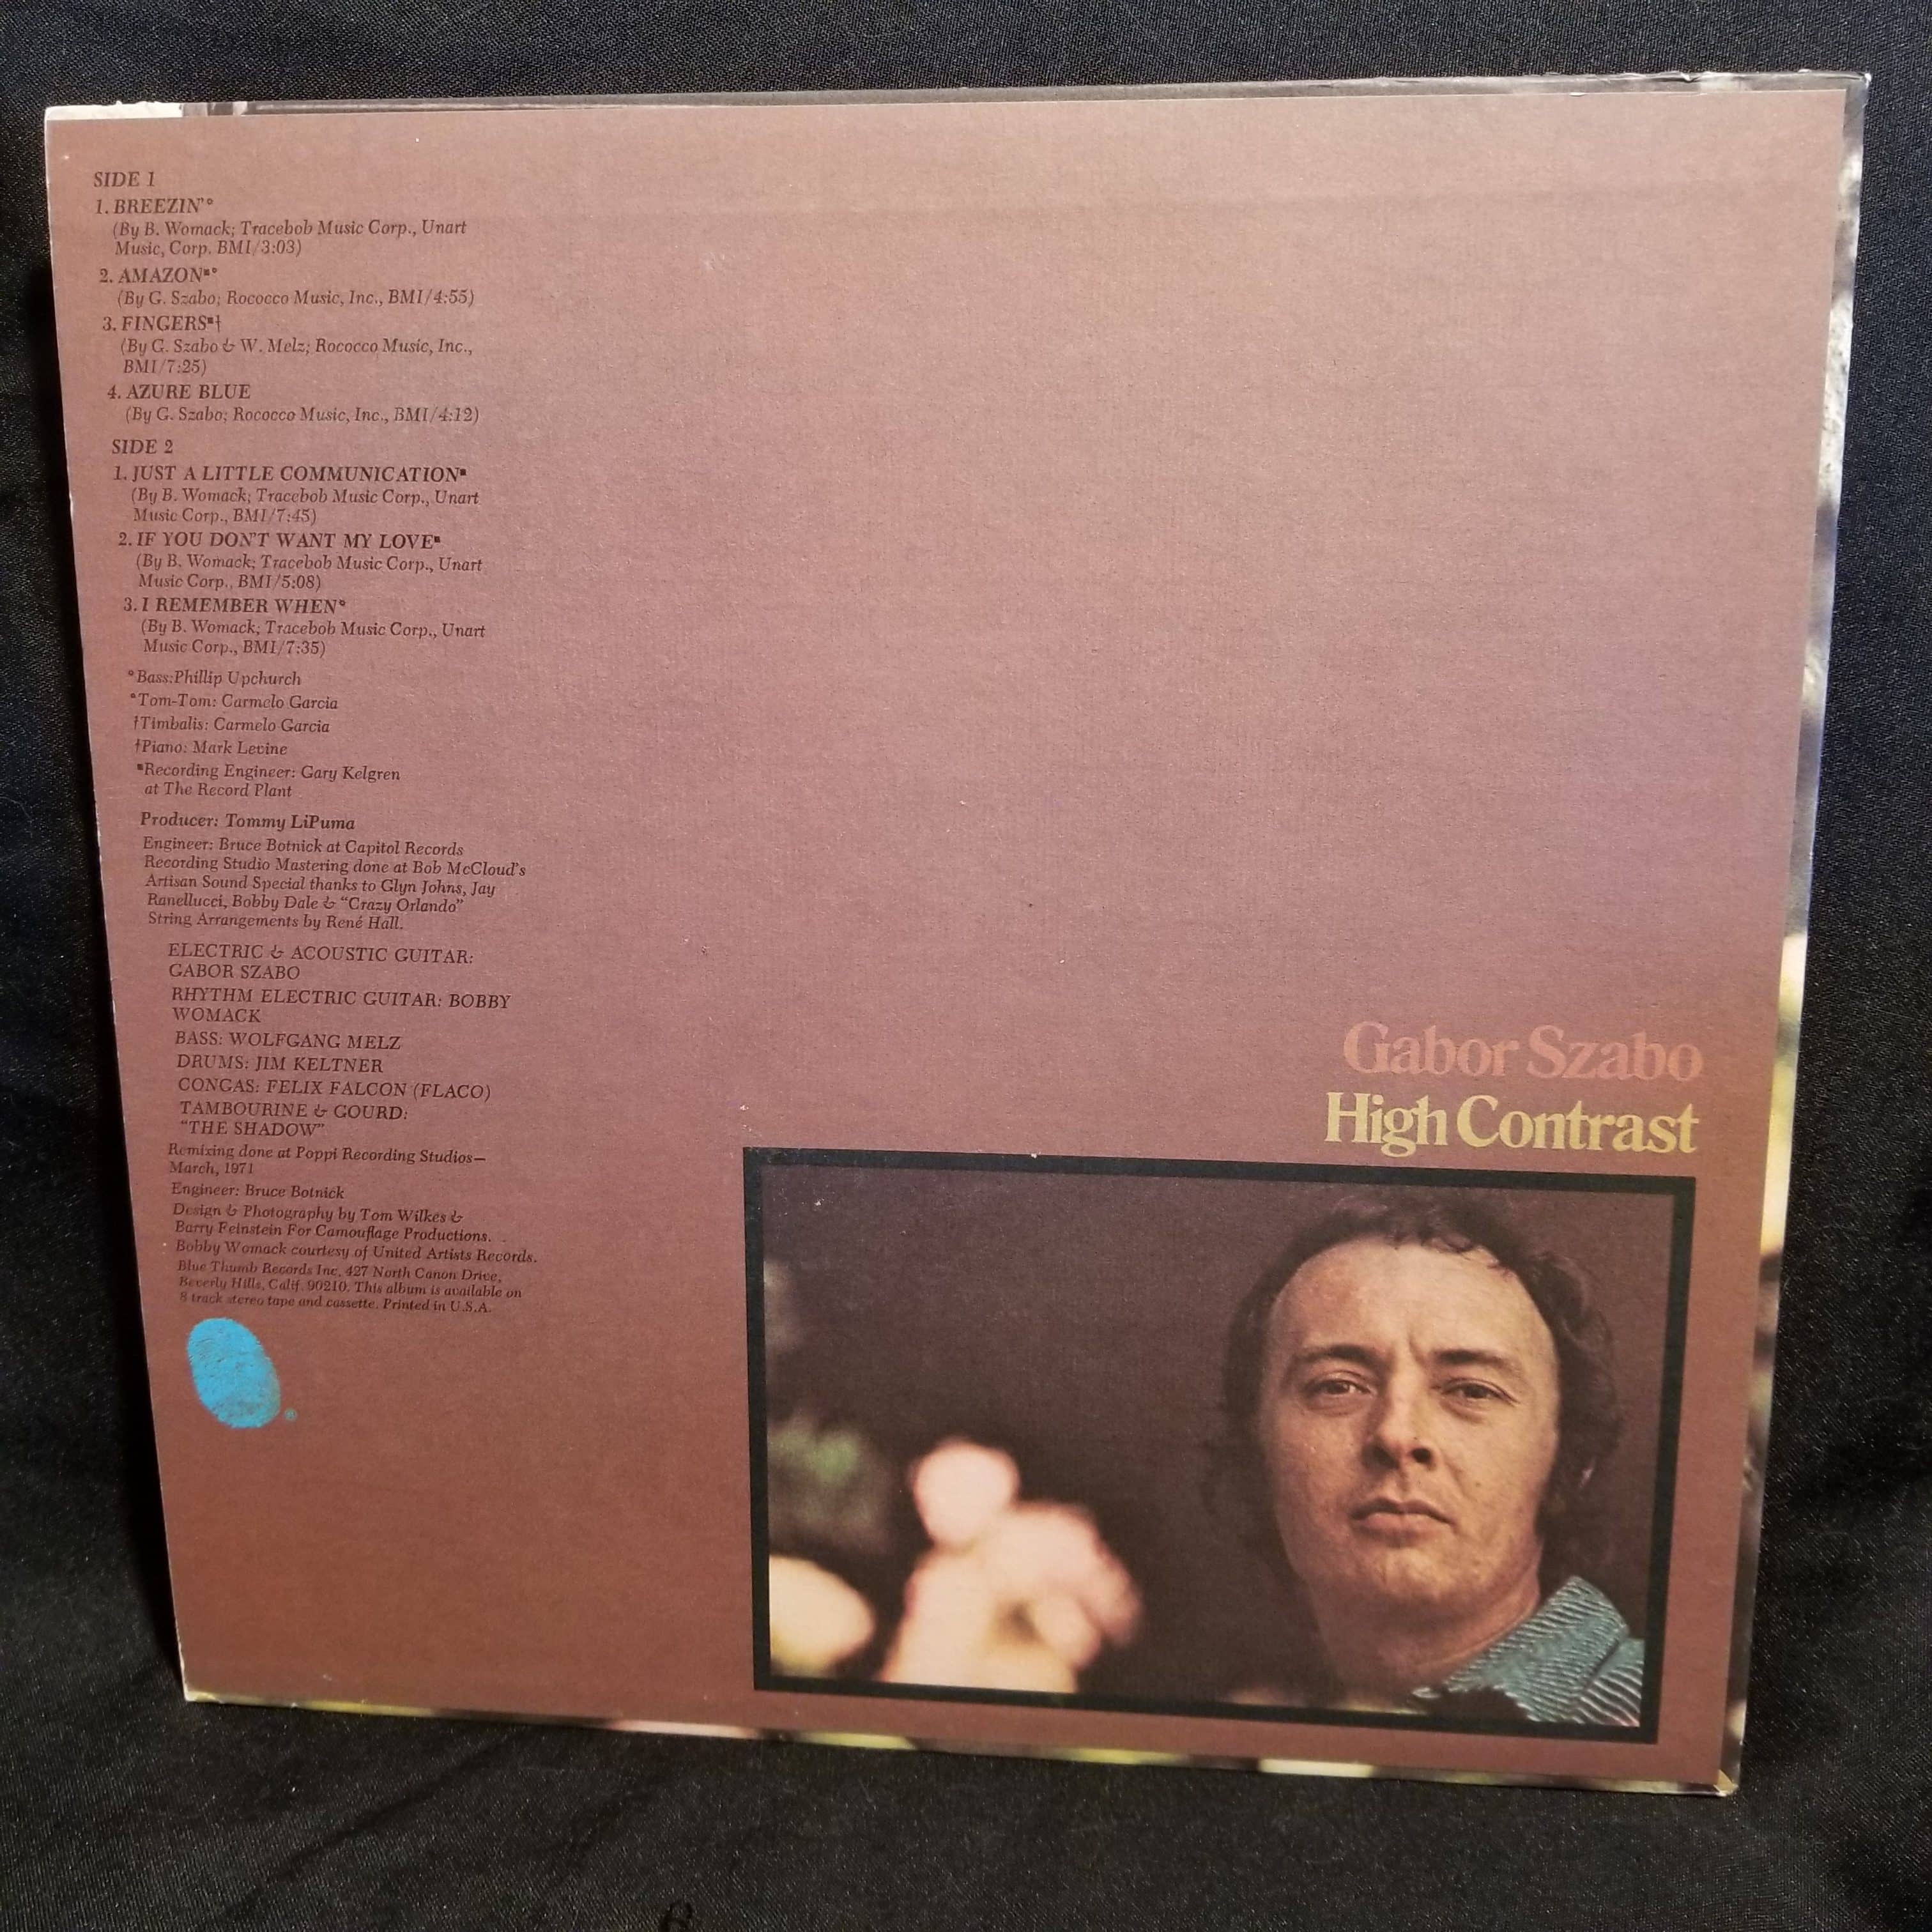 SIDE 1
1. BREEZIN'°
(By B. Womack; Tracebob Music Corp., Unart
Music, Corp. BMI/3:03)
2. AMAZON■°
(By G. Szabo; Rococco Music, Inc., BMI/4:55)
3. FINGERS■†
(By G. Szabo & W. Melz; Rococco Music, Inc.,
BMI/7:25)
4. AZURE BLUE
(By G. Szabo; Rococco Music, Inc., BMI/4:12)
SIDE 2
1. JUST A LITTLE COMMUNICATION■
(By B. Womack; Tracebob Music Corp., Unart
Music Corp., BMI/7:45)
2. IF YOU DON'T WANT MY LOVE■
(By B. Womack; Tracebob Music Corp., Unart
Music Corp., BMI/5:08)
3. I REMEMBER WHEN°
(By B. Womack; Tracebob Music Corp., Unart
Music Corp., BMI/7:35)
°Bass: Phillip Upchurch
°Tom-Tom: Carmelo Garcia
†Timbalis: Carmelo Garcia
†Piano: Mark Levine
■Recording Engineer: Gary Kelgren
at The Record Plant
Producer: Tommy LiPuma
Engineer: Bruce Botnick at Capitol Records
Recording Studio Mastering done at Bob McCloud's
Artisan Sound Special thanks to Glyn Johns, Jay
Ranellucci, Bobby Dale & "Crazy Orlando"
String Arrangements by René Hall.
ELECTRIC & ACOUSTIC GUITAR:
GABOR SZABO
RHYTHM ELECTRIC GUITAR: BOBBY
WOMACK
BASS: WOLFGANG MELZ
DRUMS: JIM KELTNER
CONGAS: FELIX FALCON (FLACO)
TAMBOURINE & GOURD:
"THE SHADOW"
Remixing done at Poppi Recording Studios—
March, 1971
Engineer: Bruce Botnick
Design & Photography by Tom Wilkes &
Barry Feinstein For Camouflage Productions.
Bobby Womack courtesy of United Artists Records.
Blue Thumb Records Inc, 427 North Canon Drive,
Beverly Hills, Calif. 90210. This album is available on
8 track stereo tape and cassette. Printed in U.S.A.
®
Gabor Szabo
High Contrast